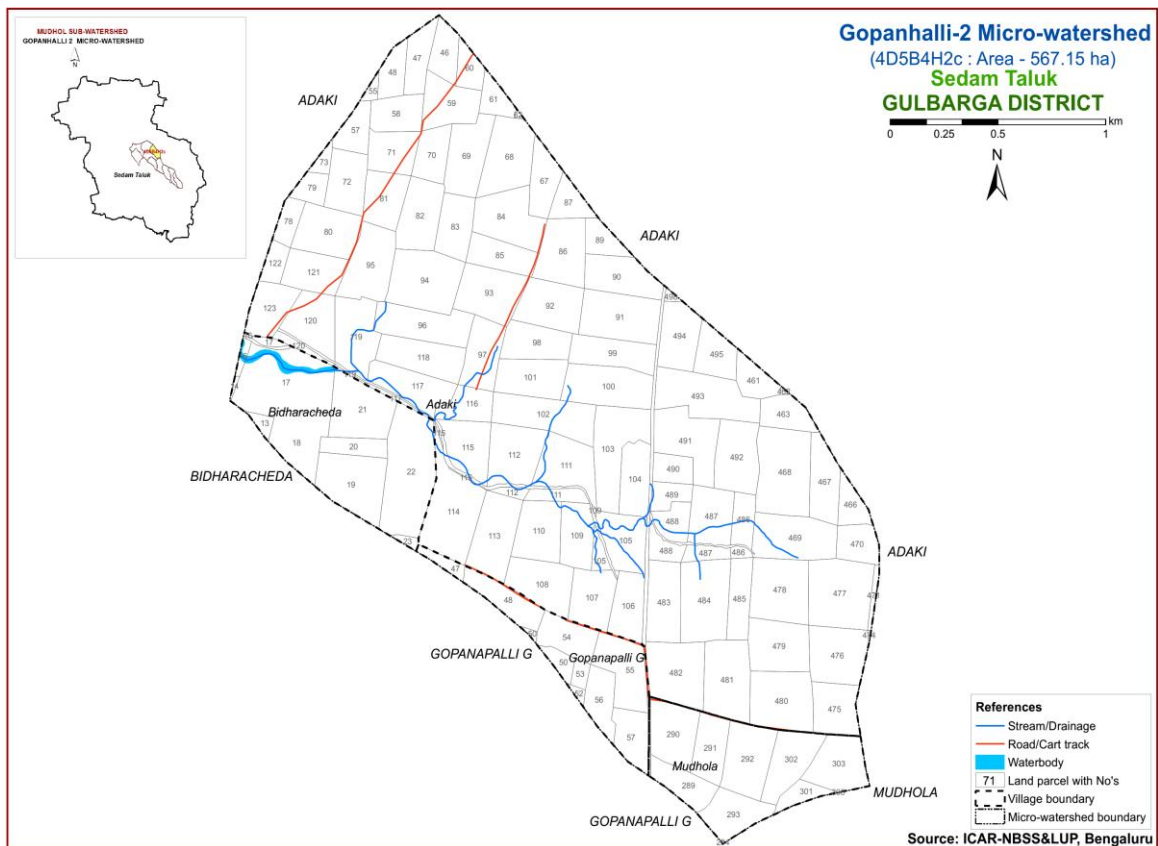 MUDHOL SUB-WATERSHED
GOPANHALLI 2 MICRO-WATERSHED
N
Sedam Taluk
Gopanhalli-2 Micro-watershed
(4D5B4H2c : Area - 567.15 ha)
Sedam Taluk
GULBARGA DISTRICT
km
0 0.25 0.5 1
N
46
47 60
48
ADAKI
55 59 61
58 62
57
71 70 69 68
73
72 67
79 81 87
78 82 84
83
80 89 ADAKI
86
85 90
122 95
121 94
93
123 92 91
120 96 494
119 98
97 495
99
118
17 101 461
117 100
493
Adaki 116
Bidharacheda 21 102 463
13
18 115 112 103 491
20 111 492 468
490 467
BIDHARACHEDA 19 22 104
489 466
112 487
114 109 488
113 110 109 105 469 470
488 487 486 ADAKI
23 105
47 108 478 477
48 107 106 483 484 485
54 479
GOPANAPALLI G Gopanapalli G 476
50 55 482 481
53
52 56 480 475
57 290
291 292 302 303
Mudhola
289 301 MUDHOLA
GOPANAPALLI G 293
References
Stream/Drainage
Road/Cart track
Waterbody
71 Land parcel with No's
Village boundary
Micro-watershed boundary
Source: ICAR-NBSS&LUP, Bengaluru